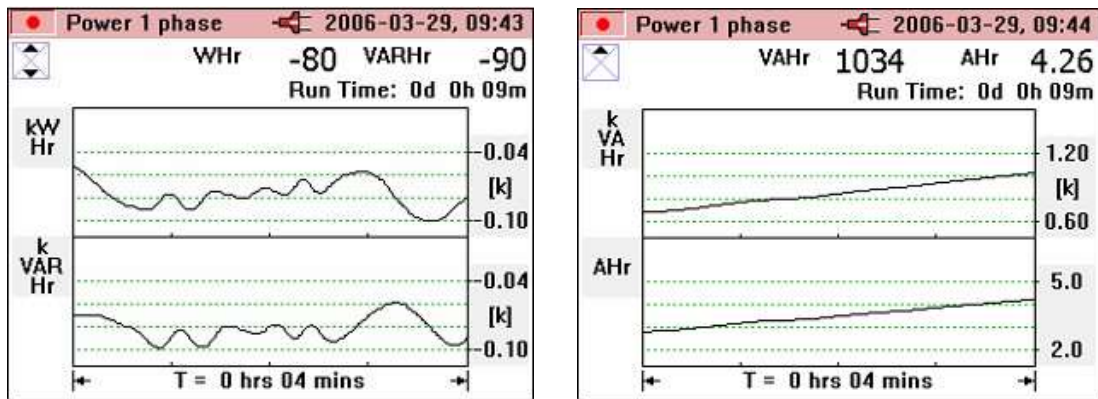 Power 1 phase 2006-03-29, 09:43
WHr -80 VARHr -90
Run Time: 0d 0h 09m
kW
Hr
-0.04
[k]
-0.10
k
VAR
Hr
-0.04
[k]
-0.10
T = 0 hrs 04 mins
Power 1 phase 2006-03-29, 09:44
VAHr 1034 AHr 4.26
Run Time: 0d 0h 09m
k
VA
Hr
1.20
[k]
0.60
AHr
5.0
2.0
T = 0 hrs 04 mins